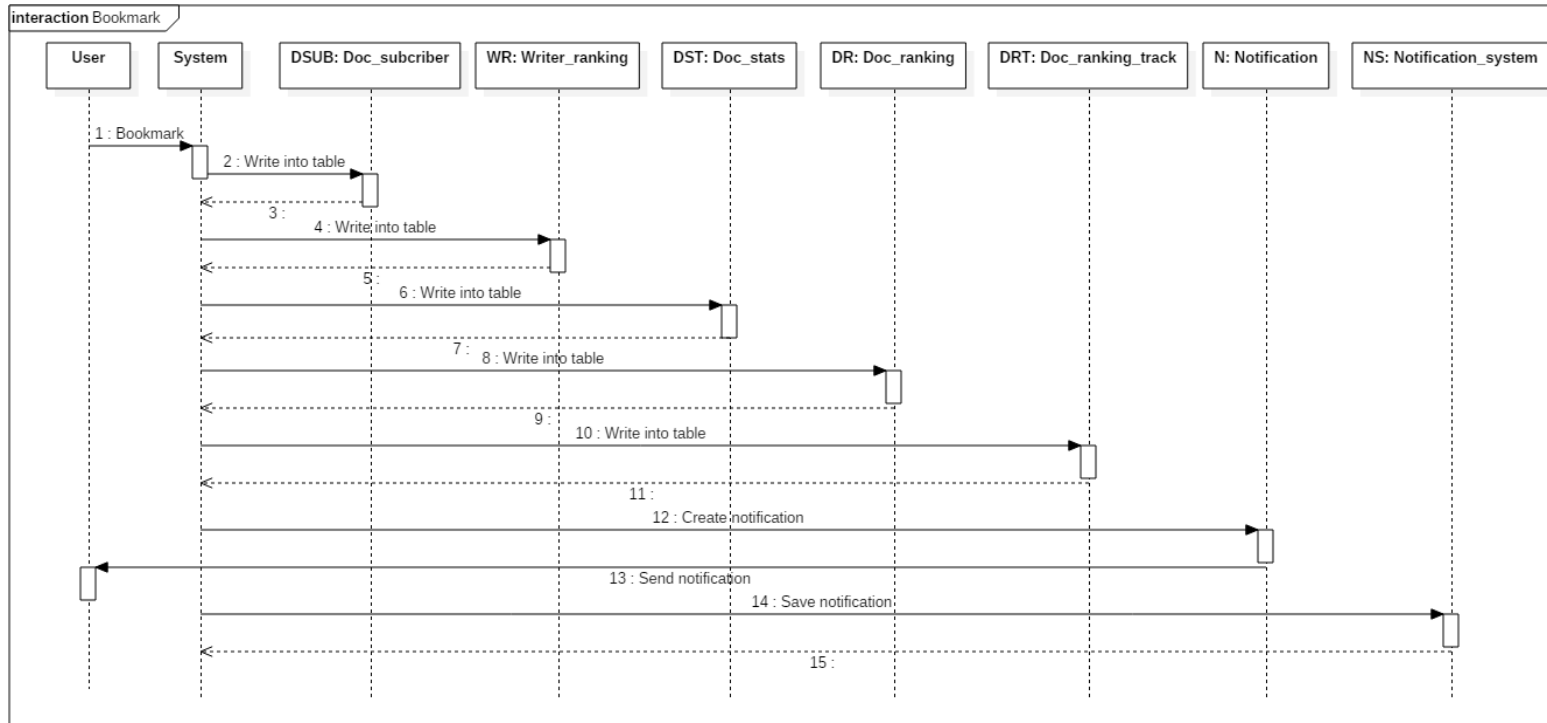 interaction Bookmark
User
System
DSUB: Doc_subcriber
WR: Writer_ranking
DST: Doc_stats
DR: Doc_ranking
DRT: Doc_ranking_track
N: Notification
NS: Notification_system
1 : Bookmark
2 : Write into table
3 :
4 : Write into table
5 :
6 : Write into table
7 :
8 : Write into table
9 :
10 : Write into table
11 :
12 : Create notification
13 : Send notification
14 : Save notification
15 :